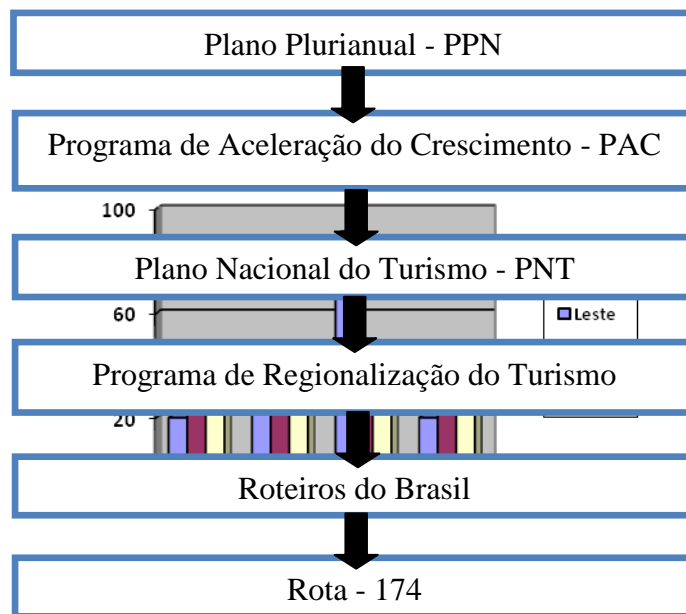 Plano Plurianual - PPN
Programa de Aceleração do Crescimento - PAC
100
Plano Nacional do Turismo - PNT
60
Leste
Programa de Regionalização do Turismo
20
Roteiros do Brasil
Rota - 174